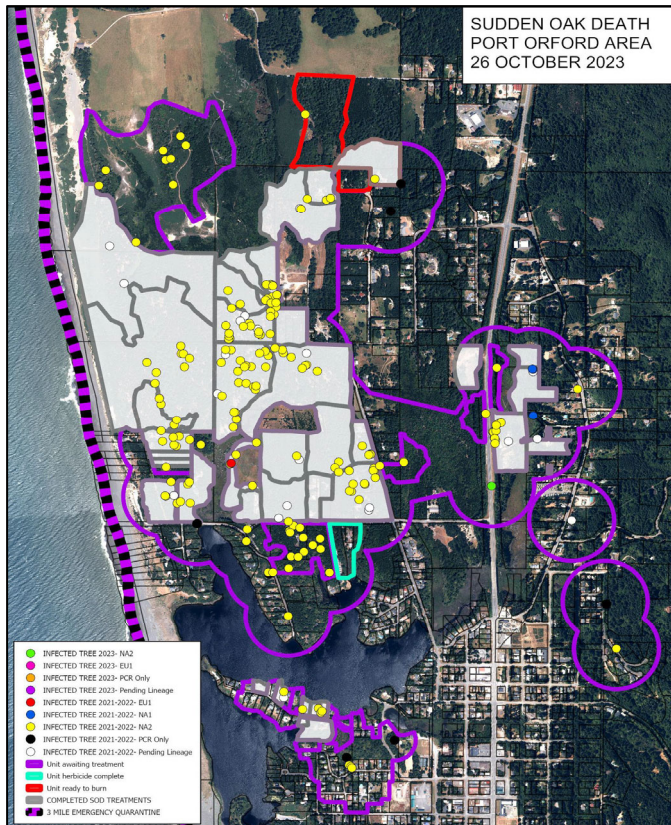 SUDDEN OAK DEATH
PORT ORFORD AREA
26 OCTOBER 2023
INFECTED TREE 2023- NA2
INFECTED TREE 2023- EU1
INFECTED TREE 2023- PCR Only
INFECTED TREE 2023- Pending Lineage
INFECTED TREE 2021-2022- EU1
INFECTED TREE 2021-2022- NA1
INFECTED TREE 2021-2022- NA2
INFECTED TREE 2021-2022- PCR Only
INFECTED TREE 2021-2022- Pending Lineage
Unit awaiting treatment
Unit herbicide complete
Unit ready to burn
COMPLETED SOD TREATMENTS
3 MILE EMERGENCY QUARANTINE